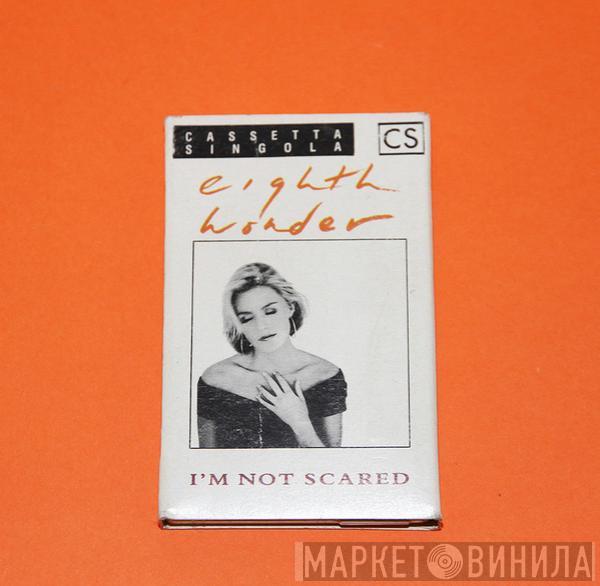 CASSETTA
SINGOLA
CS
eighth
wonder
I'M NOT SCARED
МАРКЕТ ВИНИЛА